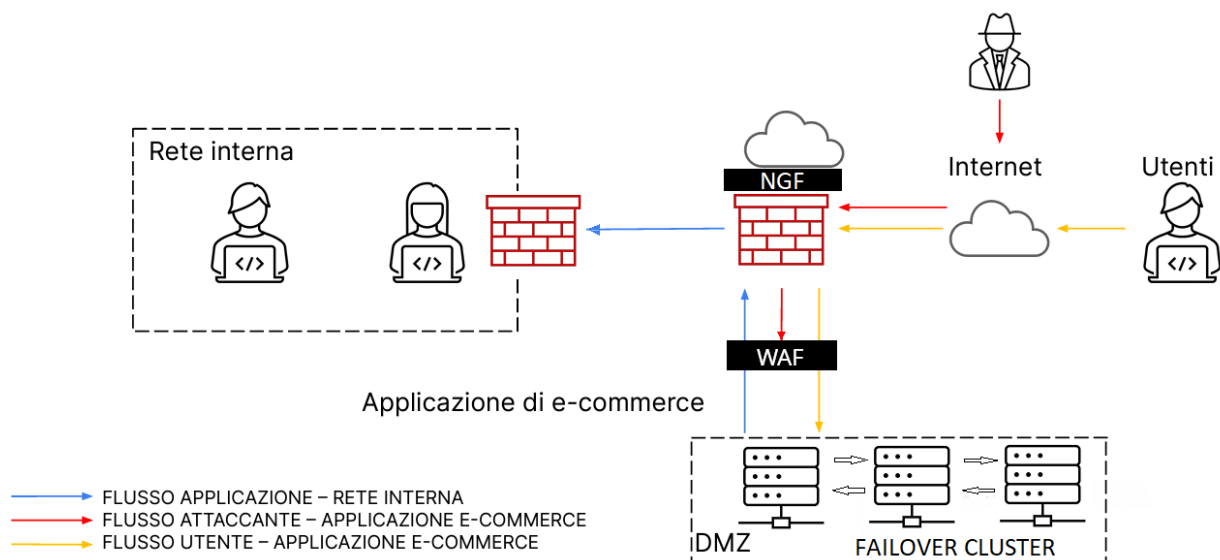 Rete interna
NGF
Internet
Utenti
</>
</>
</>
WAF
Applicazione di e-commerce
FLUSSO APPLICAZIONE – RETE INTERNA
FLUSSO ATTACCANTE – APPLICAZIONE E-COMMERCE
FLUSSO UTENTE – APPLICAZIONE E-COMMERCE
DMZ
FAILOVER CLUSTER